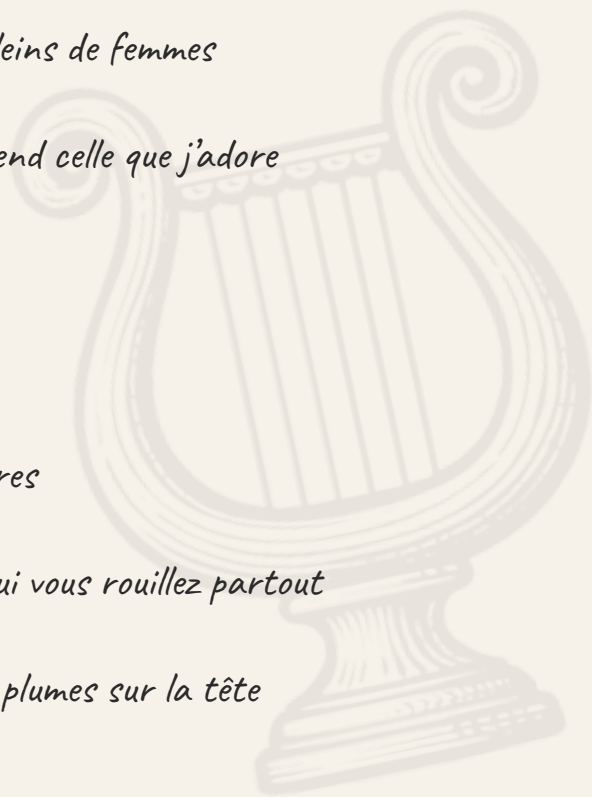 leins de femmes
end celle que j'adore
res
ui vous rouillez partout
plumes sur la tête